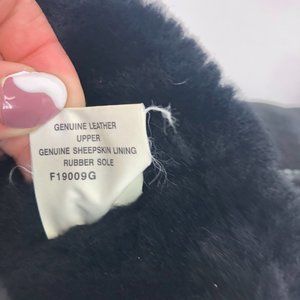 GENUINE LEATHER
UPPER
GENUINE SHEEPSKIN LINING
RUBBER SOLE
F19009G